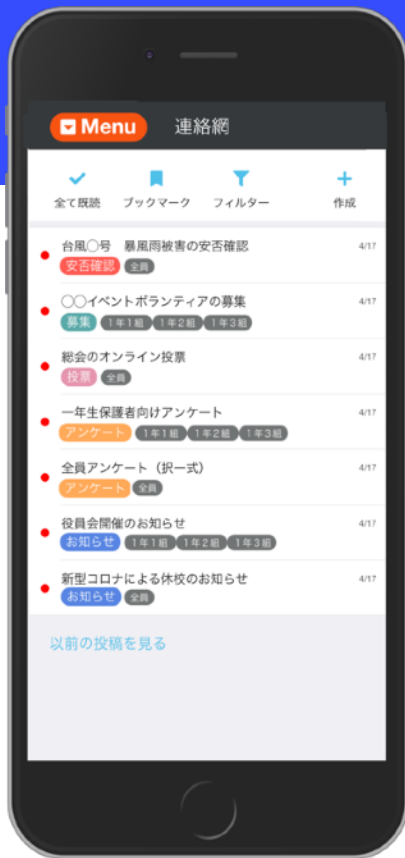 Menu 連絡網
全て既読 ブックマーク フィルター 作成
台風〇号 暴風雨被害の安否確認 4/17
安否確認 全員
〇〇イベントボランティアの募集 4/17
募集 1年1組 1年2組 1年3組
総会のオンライン投票 4/17
投票 全員
一年生保護者向けアンケート 4/17
アンケート 1年1組 1年2組 1年3組
全員アンケート（択一式） 4/17
アンケート 全員
役員会開催のお知らせ 4/17
お知らせ 1年1組 1年2組 1年3組
新型コロナによる休校のお知らせ 4/17
お知らせ 全員
以前の投稿を見る